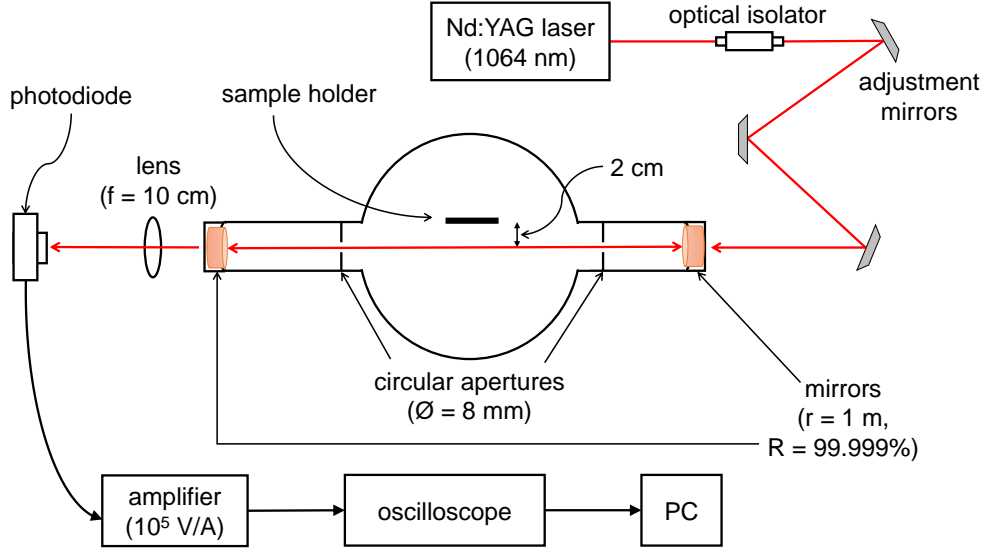 Nd:YAG laser
(1064 nm)
optical isolator
adjustment
mirrors
photodiode
sample holder
lens
(f = 10 cm)
2 cm
circular apertures
(Ø = 8 mm)
mirrors
(r = 1 m,
R = 99.999%)
amplifier
(10⁵ V/A)
oscilloscope
PC